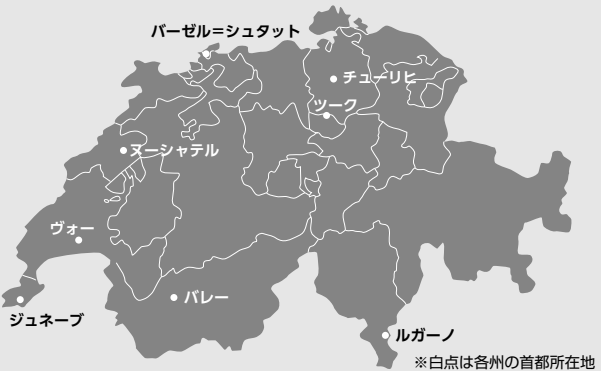 バーゼル＝シュタット
チューリヒ
ツーク
ヌーシャテル
ヴォー
バレー
ジュネーブ
ルガーノ
※白点は各州の首都所在地